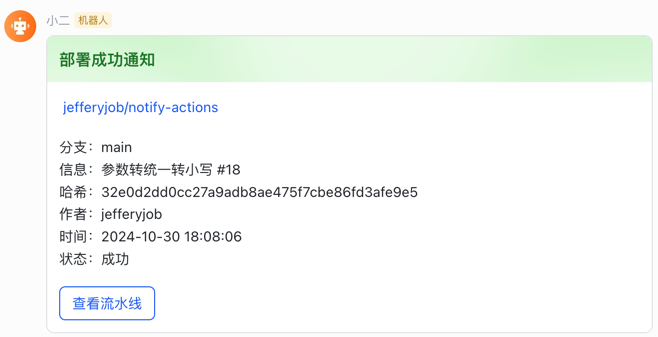 小二 机器人
部署成功通知
jefferyjob/notify-actions
分支：main
信息：参数转统一转小写 #18
哈希：32e0d2dd0cc27a9adb8ae475f7cbe86fd3afe9e5
作者：jefferyjob
时间：2024-10-30 18:08:06
状态：成功
查看流水线